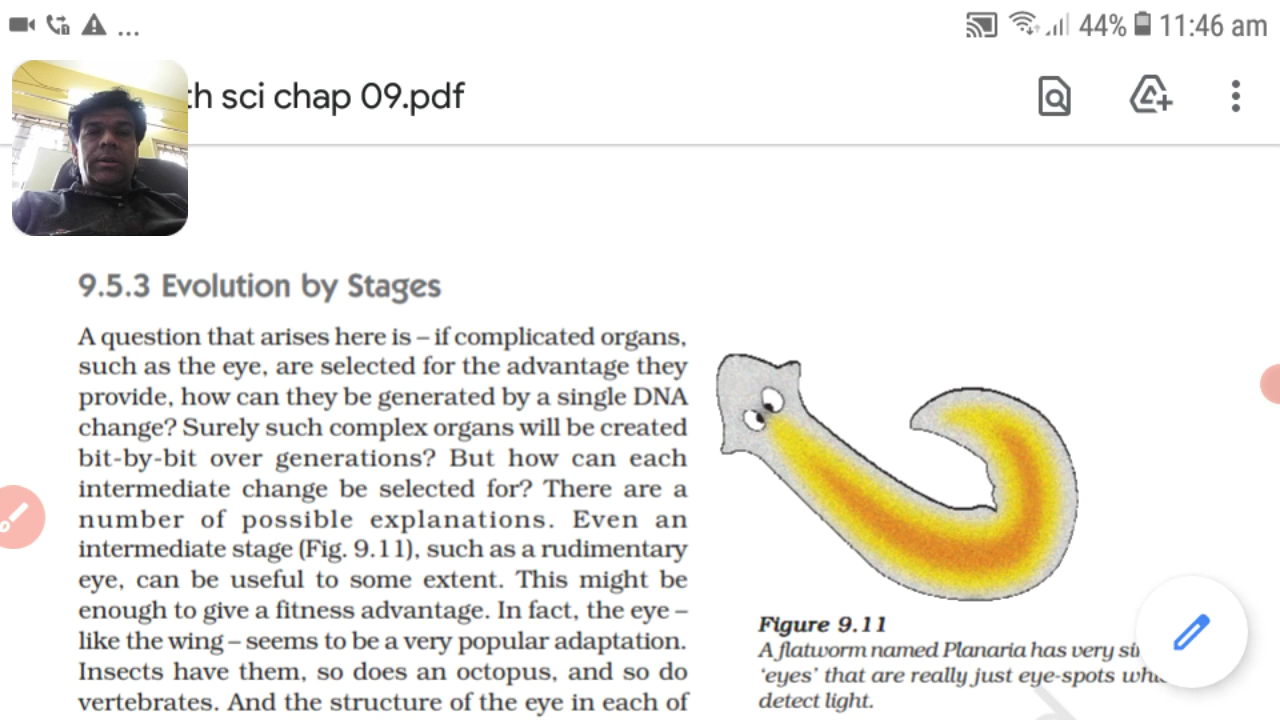 44% 11:46 am
th sci chap 09.pdf
9.5.3 Evolution by Stages
A question that arises here is – if complicated organs,
such as the eye, are selected for the advantage they
provide, how can they be generated by a single DNA
change? Surely such complex organs will be created
bit-by-bit over generations? But how can each
intermediate change be selected for? There are a
number of possible explanations. Even an
intermediate stage (Fig. 9.11), such as a rudimentary
eye, can be useful to some extent. This might be
enough to give a fitness advantage. In fact, the eye –
like the wing – seems to be a very popular adaptation.
Insects have them, so does an octopus, and so do
vertebrates. And the structure of the eye in each of
Figure 9.11
A flatworm named Planaria has very
'eyes' that are really just eye-spots
detect light.